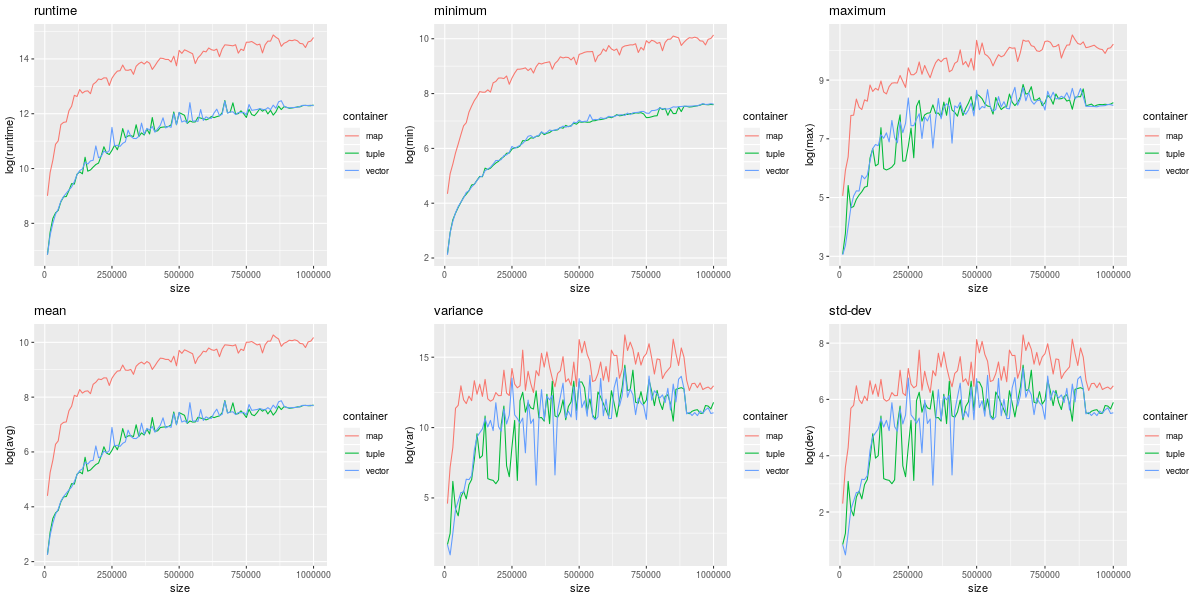 runtime
log(runtime)
14
12
10
8
0
250000
500000
750000
1000000
size
container
map
tuple
vector
minimum
log(min)
10
8
6
4
2
0
250000
500000
750000
1000000
size
container
map
tuple
vector
maximum
log(max)
9
7
5
3
0
250000
500000
750000
1000000
size
container
map
tuple
vector
mean
log(avg)
10
8
6
4
2
0
250000
500000
750000
1000000
size
container
map
tuple
vector
variance
log(var)
15
10
5
0
250000
500000
750000
1000000
size
container
map
tuple
vector
std-dev
log(dev)
8
6
4
2
0
250000
500000
750000
1000000
size
container
map
tuple
vector